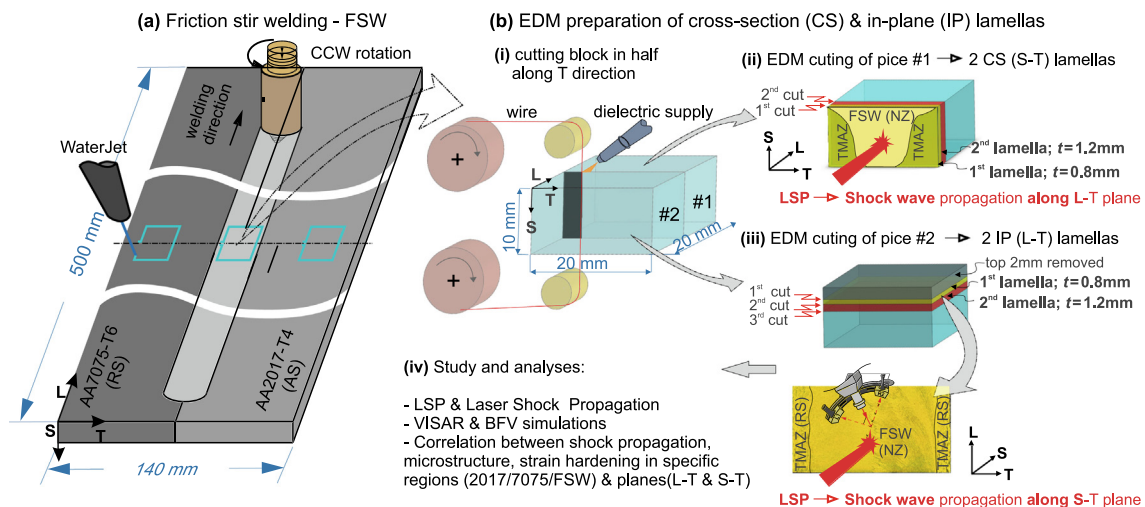 (a) Friction stir welding - FSW
CCW rotation
welding
direction
WaterJet
500 mm
AA7075-T6
(RS)
AA2017-T4
(AS)
L
S
T
140 mm
(b) EDM preparation of cross-section (CS) & in-plane (IP) lamellas
(i) cutting block in half
along T direction
wire
dielectric supply
+
+
L
T
S
#1
#2
10 mm
20 mm
20 mm
(ii) EDM cuting of pice #1 → 2 CS (S-T) lamellas
2nd cut
1st cut
FSW (NZ)
TMAZ
TMAZ
S
L
T
2nd lamella; t=1.2mm
1st lamella; t=0.8mm
LSP → Shock wave propagation along L-T plane
(iii) EDM cuting of pice #2 → 2 IP (L-T) lamellas
top 2mm removed
1st cut
2nd cut
3rd cut
1st lamella; t=0.8mm
2nd lamella; t=1.2mm
TMAZ (RS)
TMAZ (RS)
FSW
(NZ)
L
S
T
LSP → Shock wave propagation along S-T plane
(iv) Study and analyses:
- LSP & Laser Shock Propagation
- VISAR & BFV simulations
- Correlation between shock propagation,
microstructure, strain hardening in specific
regions (2017/7075/FSW) & planes(L-T & S-T)